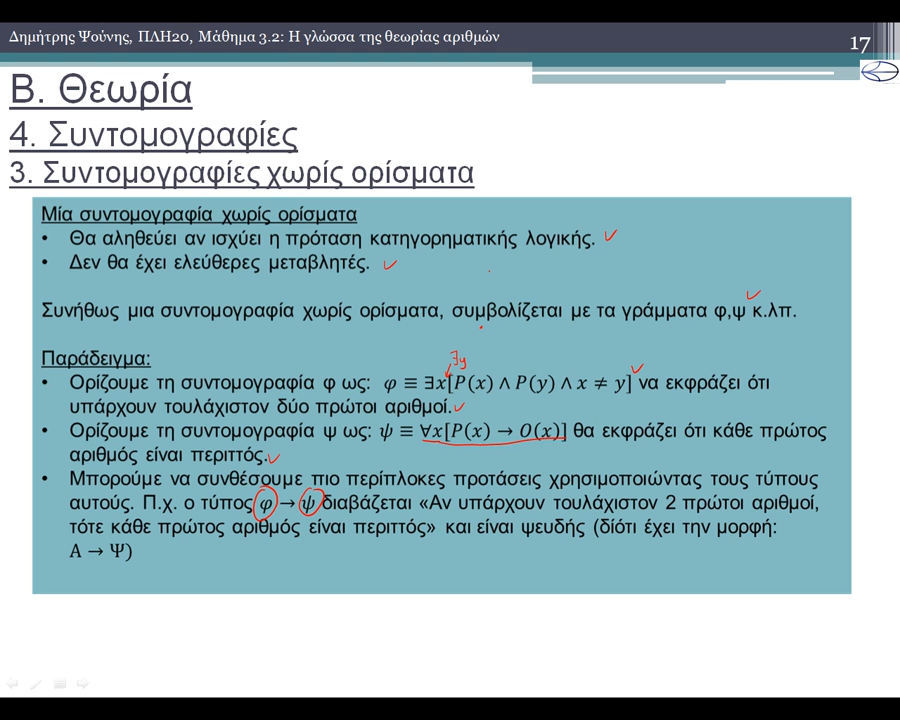 Δημήτρης Ψούνης, ΠΛΗ20, Μάθημα 3.2: Η γλώσσα της θεωρίας αριθμών
17
Β. Θεωρία
4. Συντομογραφίες
3. Συντομογραφίες χωρίς ορίσματα
Μία συντομογραφία χωρίς ορίσματα
• Θα αληθεύει αν ισχύει η πρόταση κατηγορηματικής λογικής.
• Δεν θα έχει ελεύθερες μεταβλητές.
Συνήθως μια συντομογραφία χωρίς ορίσματα, συμβολίζεται με τα γράμματα φ,ψ κ.λπ.
Παράδειγμα:
∃y
• Ορίζουμε τη συντομογραφία φ ως: φ ≡ ∃x[P(x) ∧ P(y) ∧ x ≠ y] να εκφράζει ότι
υπάρχουν τουλάχιστον δύο πρώτοι αριθμοί.
• Ορίζουμε τη συντομογραφία ψ ως: ψ ≡ ∀x[P(x) → O(x)] θα εκφράζει ότι κάθε πρώτος
αριθμός είναι περιττός.
• Μπορούμε να συνθέσουμε πιο περίπλοκες προτάσεις χρησιμοποιώντας τους τύπους
αυτούς. Π.χ. ο τύπος φ → ψ διαβάζεται «Αν υπάρχουν τουλάχιστον 2 πρώτοι αριθμοί,
τότε κάθε πρώτος αριθμός είναι περιττός» και είναι ψευδής (δίότι έχει την μορφή:
Α → Ψ)